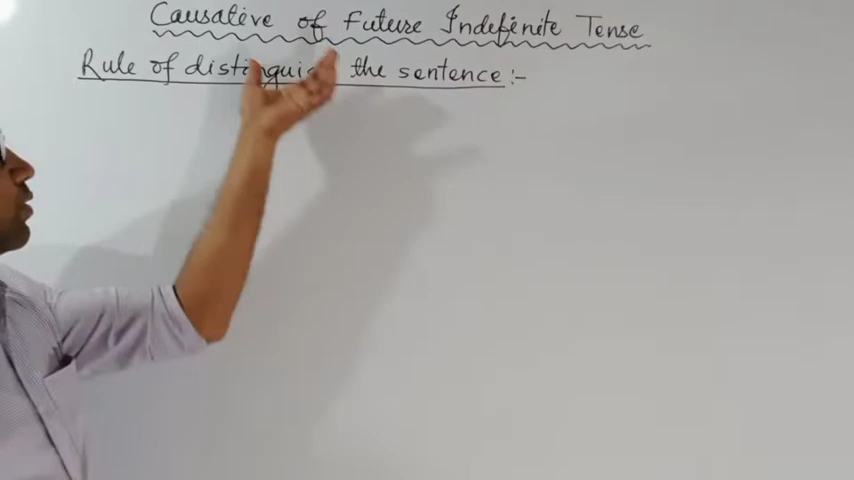 Causative of Future Indefinite Tense
Rule of the sentence :-